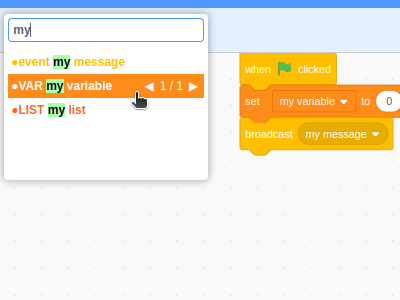 my
●event my message
●VAR my variable ◀ 1 / 1 ▶
●LIST my list
when clicked
set my variable ▼ to 0
broadcast my message ▼